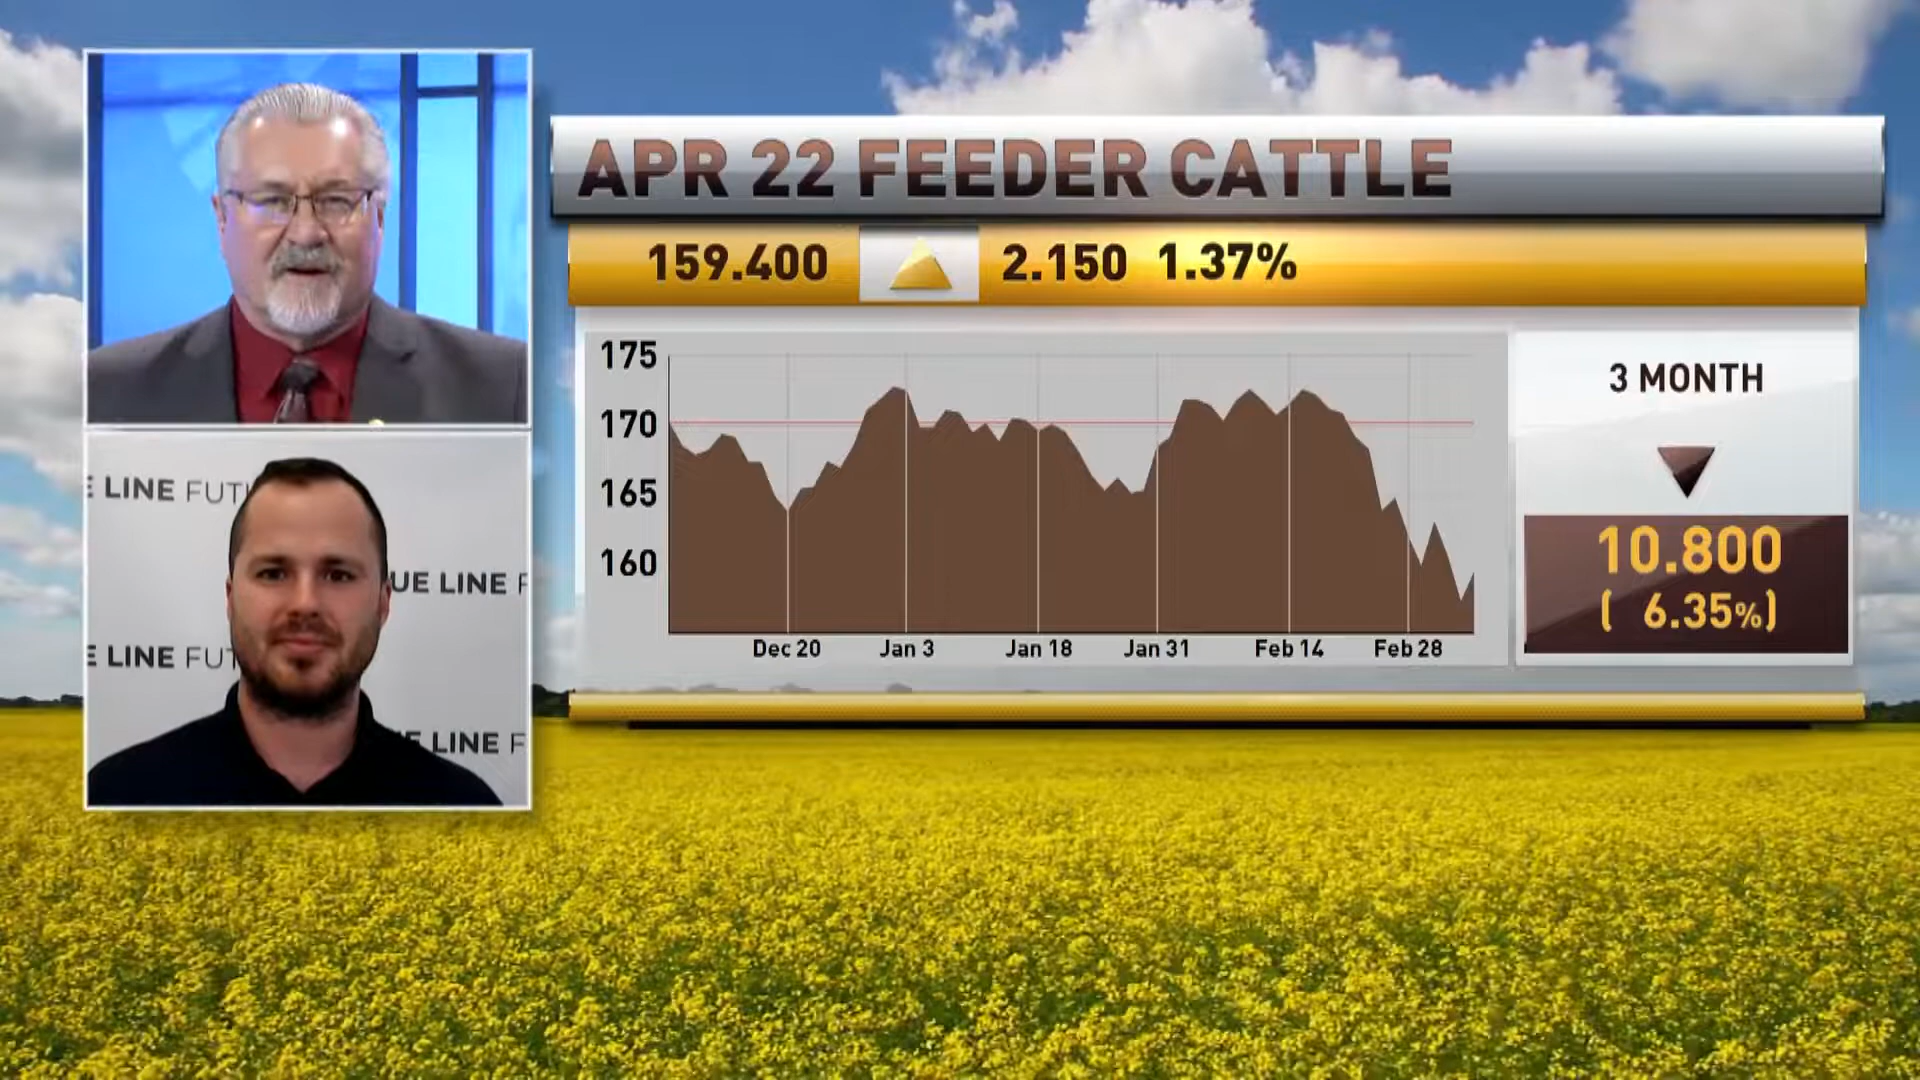 APR 22 FEEDER CATTLE
159.400 2.150 1.37%
175
170
165
160
Dec 20 Jan 3 Jan 18 Jan 31 Feb 14 Feb 28
3 MONTH
10.800
( 6.35%)
E LINE FUT
UE LINE F
E LINE FUT
E LINE F